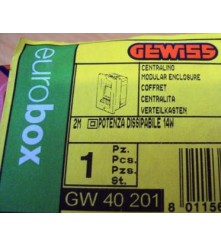 eurobox
GEWISS
CENTRALINO
MODULAR ENCLOSURE
COFFRET
CENTRALITA
VERTEILKASTEN
2M POTENZA DISSIPABILE 14W
1
Pz.
Pcs.
Pzs.
St.
GW 40 201
8 01156